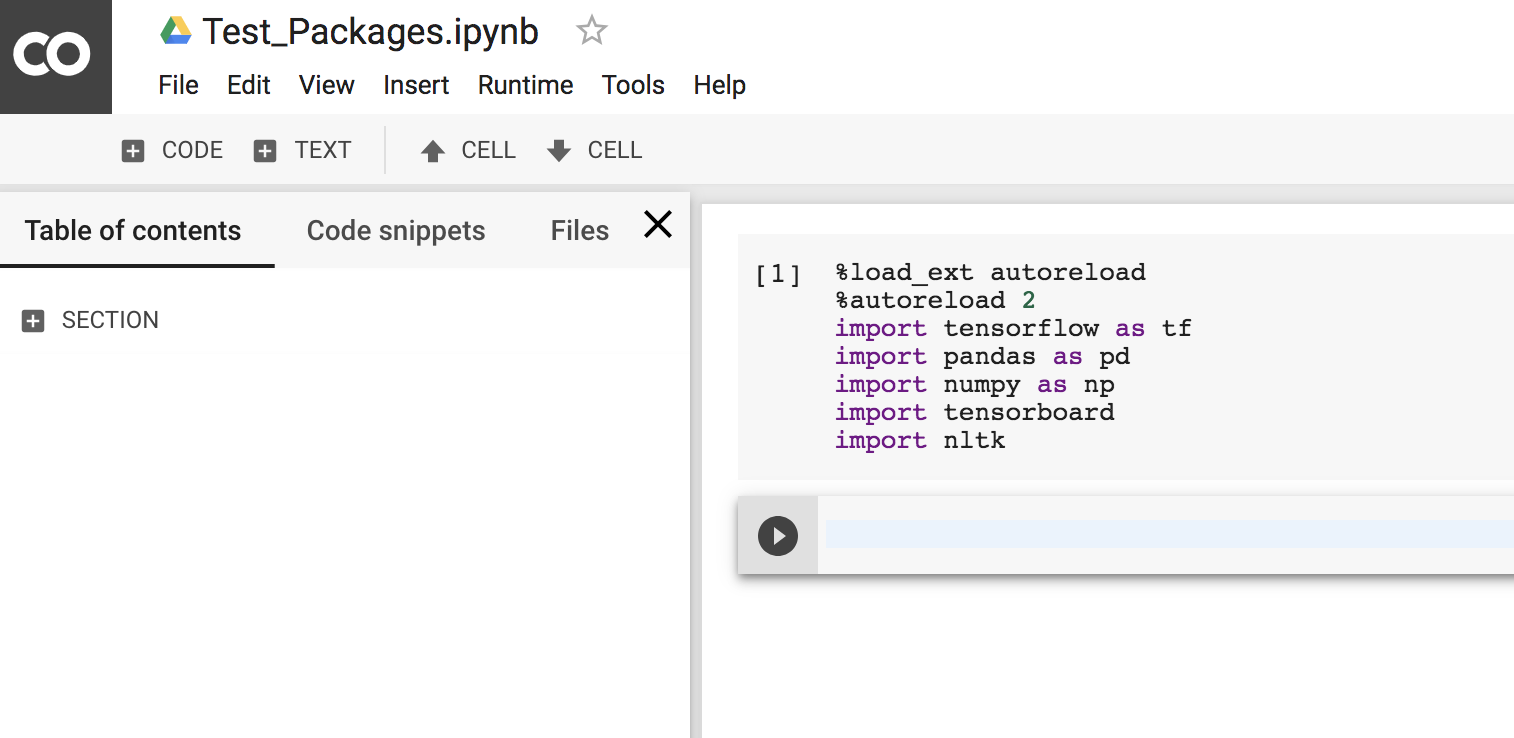 CO
Test_Packages.ipynb
File Edit View Insert Runtime Tools Help
CODE TEXT CELL CELL
Table of contents Code snippets Files
SECTION
[1] %load_ext autoreload
%autoreload 2
import tensorflow as tf
import pandas as pd
import numpy as np
import tensorboard
import nltk